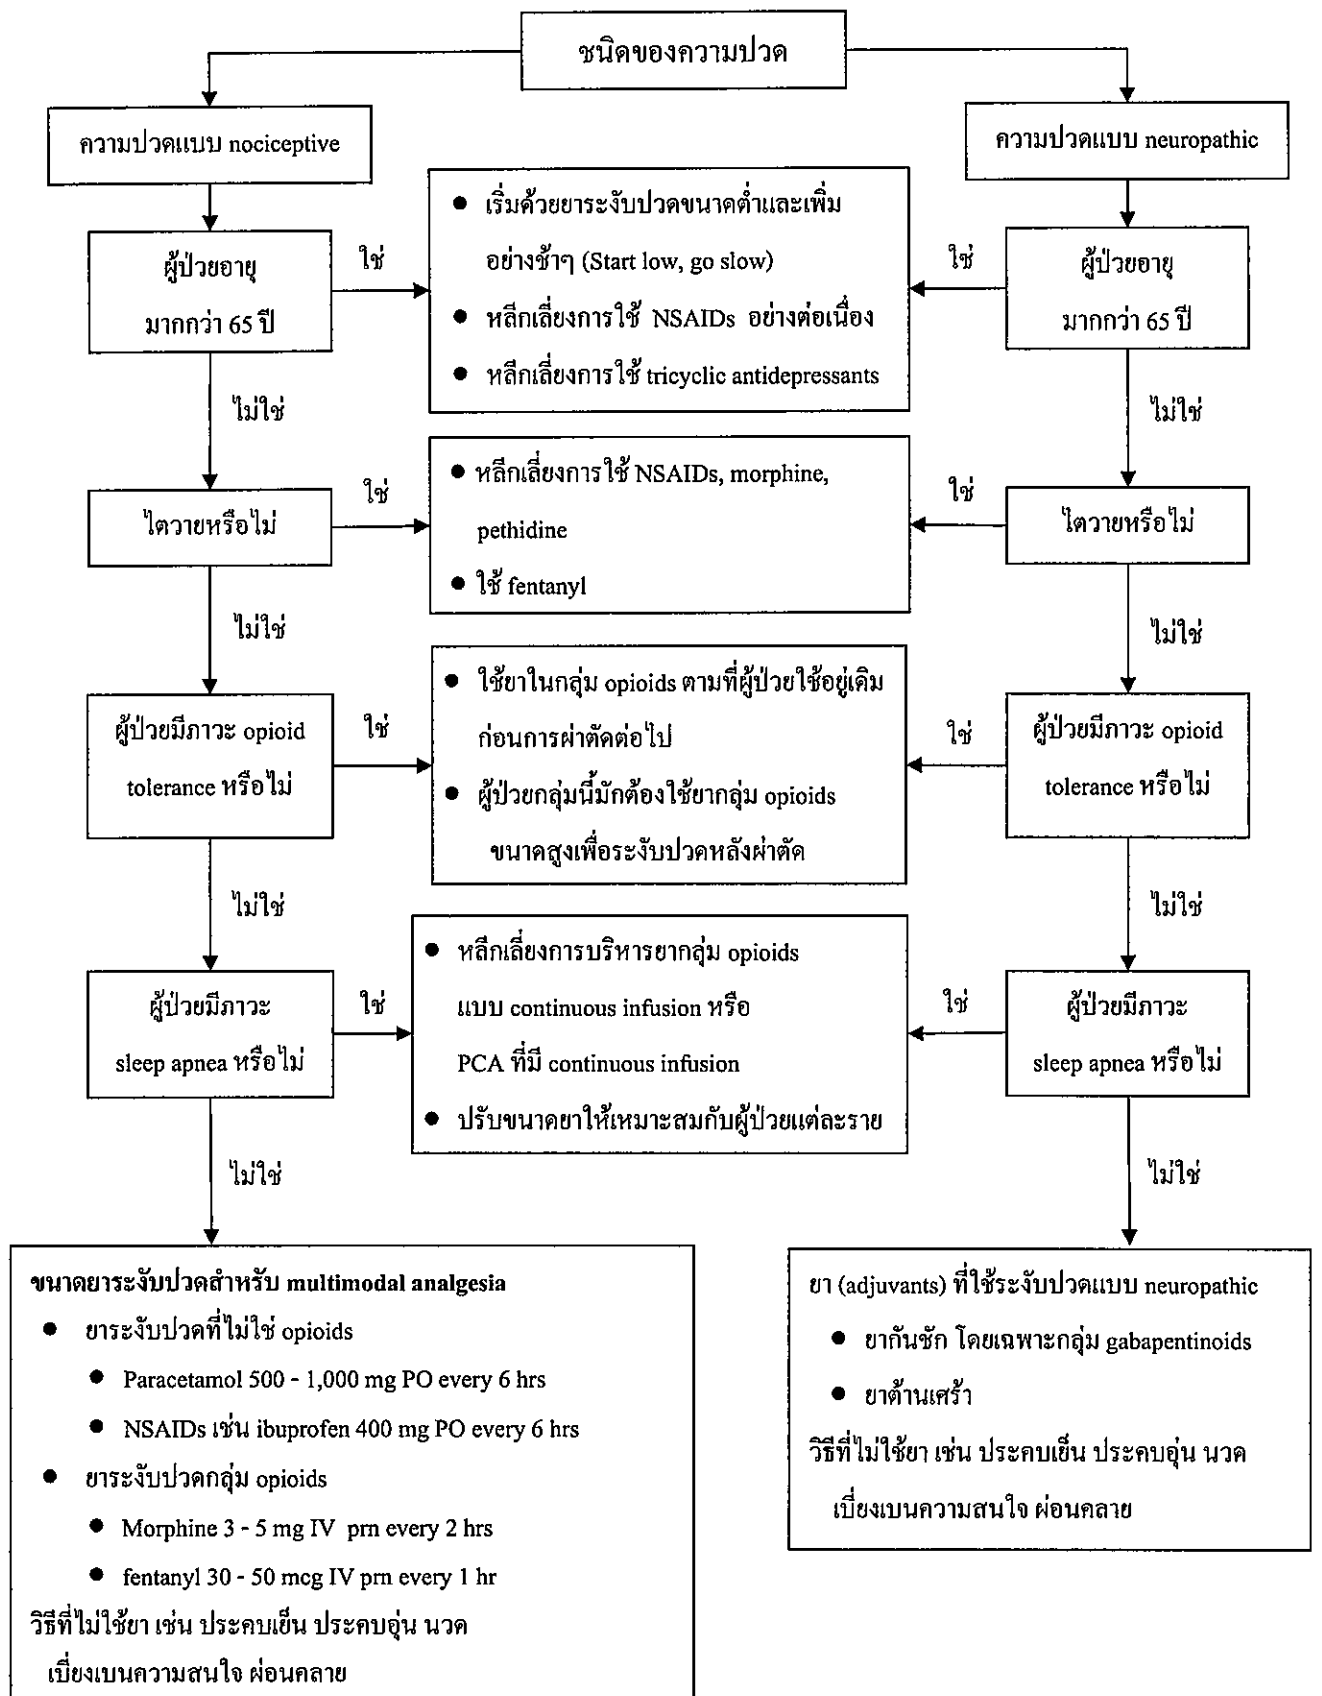 ชนิดของความปวด
ความปวดแบบ nociceptive
ความปวดแบบ neuropathic
● เริ่มด้วยยาระงับปวดขนาดต่ำและเพิ่ม
อย่างช้าๆ (Start low, go slow)
● หลีกเลี่ยงการใช้ NSAIDs อย่างต่อเนื่อง
● หลีกเลี่ยงการใช้ tricyclic antidepressants
ผู้ป่วยอายุ
มากกว่า 65 ปี
ใช่
ใช่
ผู้ป่วยอายุ
มากกว่า 65 ปี
ไม่ใช่
ไม่ใช่
ไตวายหรือไม่
ใช่
● หลีกเลี่ยงการใช้ NSAIDs, morphine,
pethidine
● ใช้ fentanyl
ใช่
ไตวายหรือไม่
ไม่ใช่
ไม่ใช่
ผู้ป่วยมีภาวะ opioid
tolerance หรือไม่
ใช่
● ใช้ยาในกลุ่ม opioids ตามที่ผู้ป่วยใช้อยู่เดิม
ก่อนการผ่าตัดต่อไป
● ผู้ป่วยกลุ่มนี้มักต้องใช้ยากลุ่ม opioids
ขนาดสูงเพื่อระงับปวดหลังผ่าตัด
ใช่
ผู้ป่วยมีภาวะ opioid
tolerance หรือไม่
ไม่ใช่
ไม่ใช่
ผู้ป่วยมีภาวะ
sleep apnea หรือไม่
ใช่
● หลีกเลี่ยงการบริหารยากลุ่ม opioids
แบบ continuous infusion หรือ
PCA ที่มี continuous infusion
● ปรับขนาดยาให้เหมาะสมกับผู้ป่วยแต่ละราย
ใช่
ผู้ป่วยมีภาวะ
sleep apnea หรือไม่
ไม่ใช่
ไม่ใช่
ขนาดยาระงับปวดสำหรับ multimodal analgesia
● ยาระงับปวดที่ไม่ใช่ opioids
● Paracetamol 500 - 1,000 mg PO every 6 hrs
● NSAIDs เช่น ibuprofen 400 mg PO every 6 hrs
● ยาระงับปวดกลุ่ม opioids
● Morphine 3 - 5 mg IV prn every 2 hrs
● fentanyl 30 - 50 mcg IV prn every 1 hr
วิธีที่ไม่ใช้ยา เช่น ประคบเย็น ประคบอุ่น นวด
เบี่ยงเบนความสนใจ ผ่อนคลาย
ยา (adjuvants) ที่ใช้ระงับปวดแบบ neuropathic
● ยากันชัก โดยเฉพาะกลุ่ม gabapentinoids
● ยาต้านเศร้า
วิธีที่ไม่ใช้ยา เช่น ประคบเย็น ประคบอุ่น นวด
เบี่ยงเบนความสนใจ ผ่อนคลาย